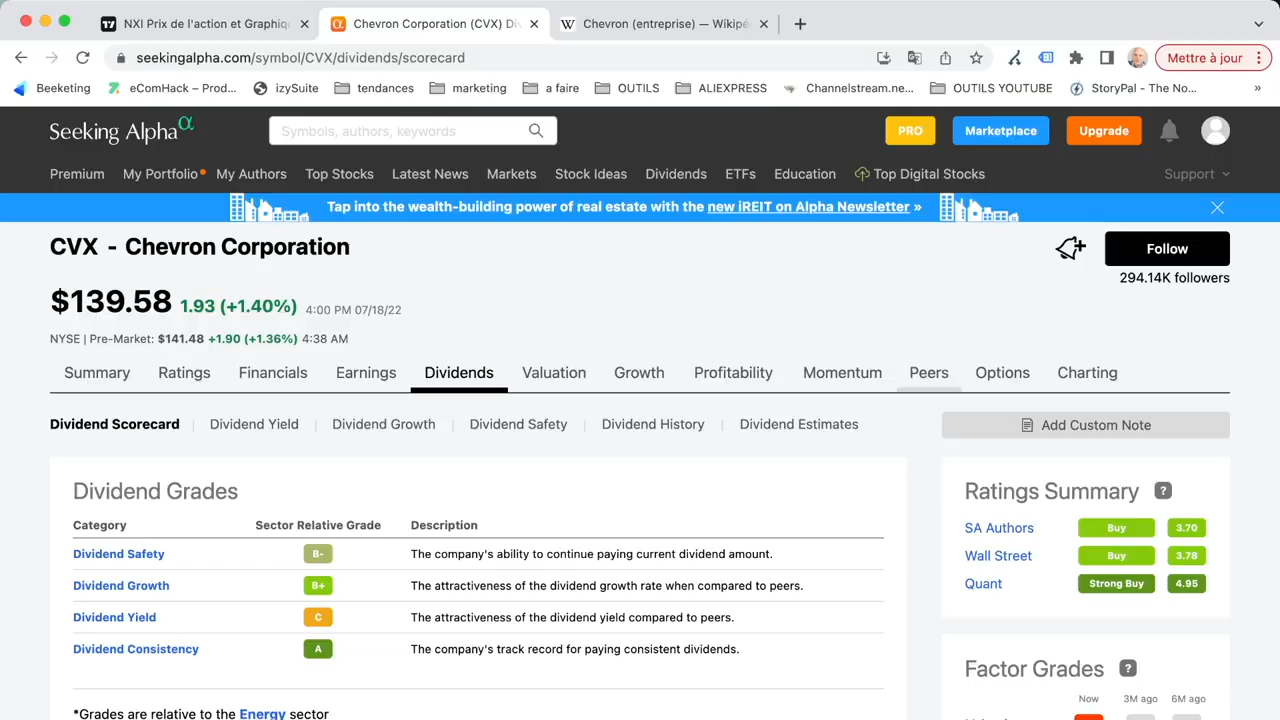 NXI Prix de l'action et Graphiq
Chevron Corporation (CVX) Div
Chevron (entreprise) — Wikipé
seekingalpha.com/symbol/CVX/dividends/scorecard
Mettre à jour
Beeketing
eComHack – Prod...
izySuite
tendances
marketing
a faire
OUTILS
ALIEXPRESS
Channelstream.ne...
OUTILS YOUTUBE
StoryPal - The No...
»
Seeking Alpha α
Symbols, authors, keywords
PRO
Marketplace
Upgrade
Premium
My Portfolio
My Authors
Top Stocks
Latest News
Markets
Stock Ideas
Dividends
ETFs
Education
Top Digital Stocks
Support
Tap into the wealth-building power of real estate with the new iREIT on Alpha Newsletter »
CVX - Chevron Corporation
Follow
294.14K followers
$139.58 1.93 (+1.40%) 4:00 PM 07/18/22
NYSE | Pre-Market: $141.48 +1.90 (+1.36%) 4:38 AM
Summary
Ratings
Financials
Earnings
Dividends
Valuation
Growth
Profitability
Momentum
Peers
Options
Charting
Dividend Scorecard
Dividend Yield
Dividend Growth
Dividend Safety
Dividend History
Dividend Estimates
Add Custom Note
Dividend Grades
Category Sector Relative Grade Description
Dividend Safety B- The company's ability to continue paying current dividend amount.
Dividend Growth B+ The attractiveness of the dividend growth rate when compared to peers.
Dividend Yield C The attractiveness of the dividend yield compared to peers.
Dividend Consistency A The company's track record for paying consistent dividends.
*Grades are relative to the Energy sector
Ratings Summary ?
SA Authors Buy 3.70
Wall Street Buy 3.78
Quant Strong Buy 4.95
Factor Grades ?
Now 3M ago 6M ago